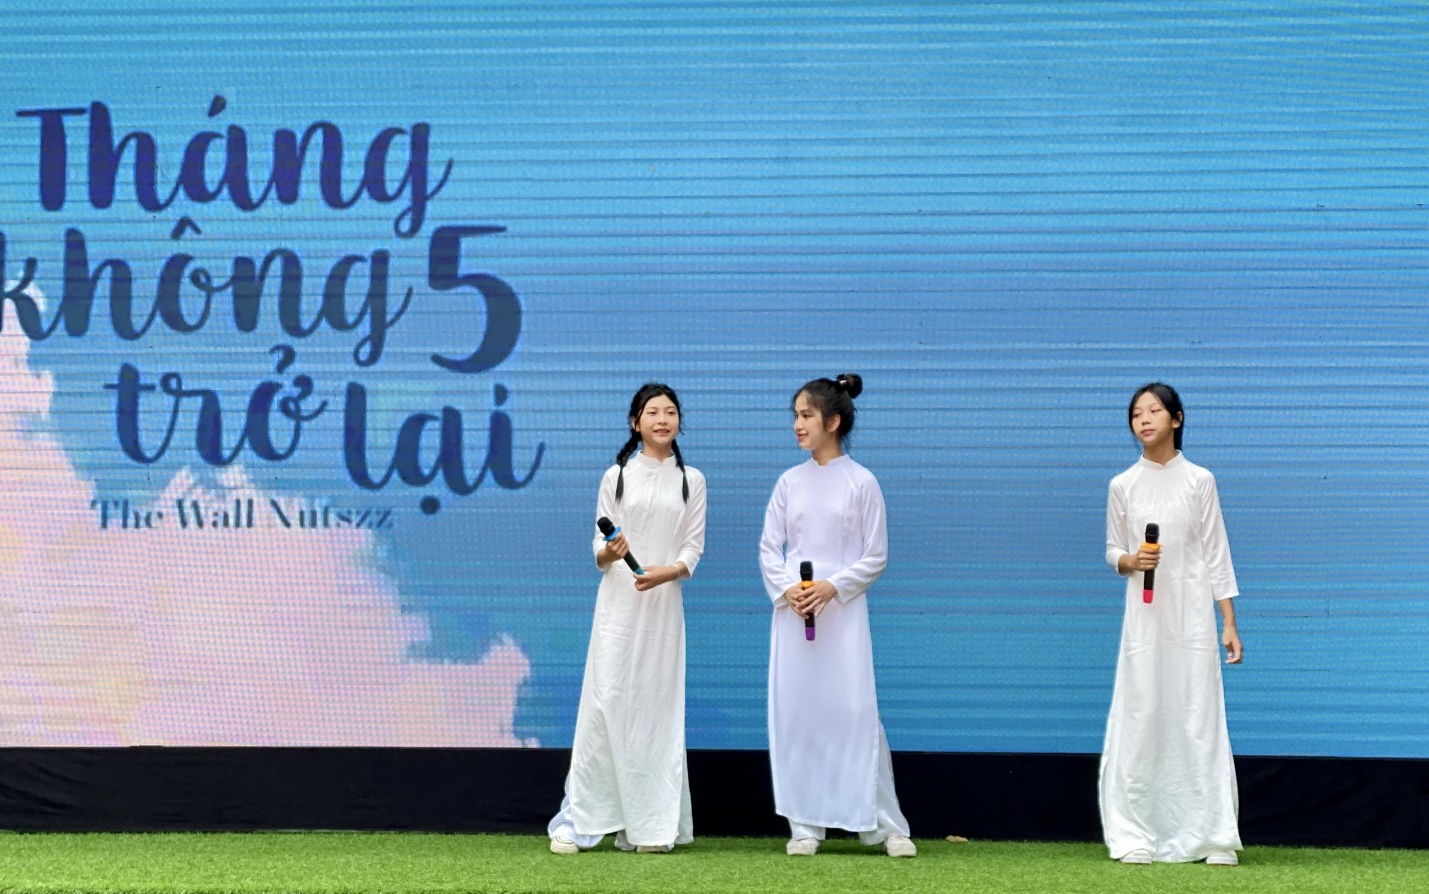 Tháng
không 5
trở lại
The Wall Nutszz